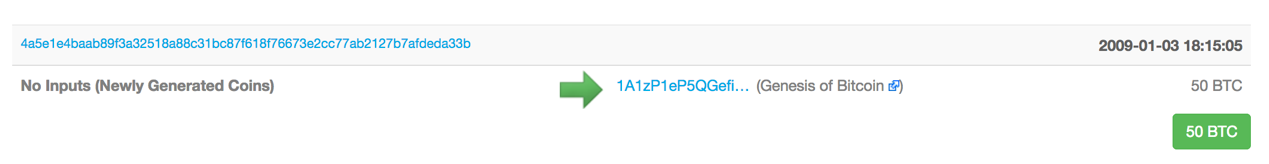 4a5e1e4baab89f3a32518a88c31bc87f618f76673e2cc77ab2127b7afdeda33b 2009-01-03 18:15:05
No Inputs (Newly Generated Coins) 1A1zP1eP5QGefi... (Genesis of Bitcoin) 50 BTC
50 BTC